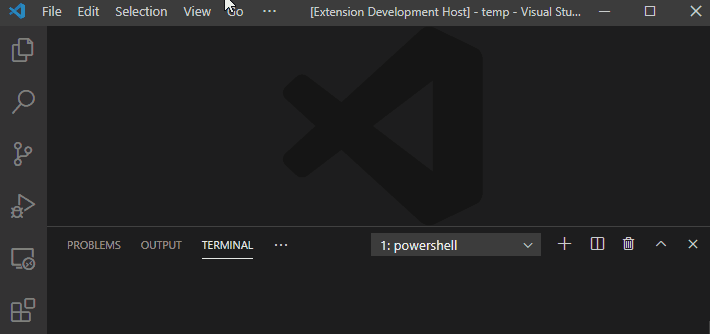 File Edit Selection View Go ··· [Extension Development Host] - temp - Visual Stu...
PROBLEMS OUTPUT TERMINAL ··· 1: powershell